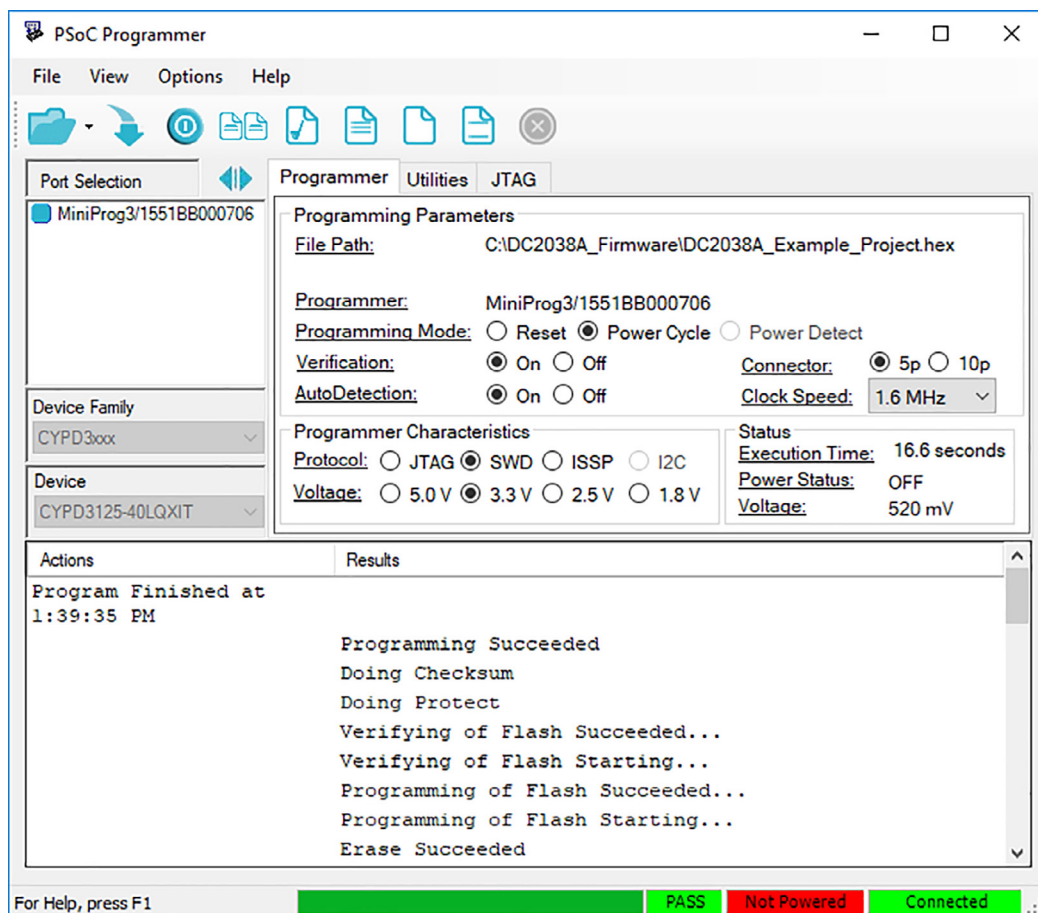 PSoC Programmer
File View Options Help
Port Selection
MiniProg3/1551BB000706
Device Family
CYPD3xxx
Device
CYPD3125-40LQXIT
Programmer Utilities JTAG
Programming Parameters
File Path: C:\DC2038A_Firmware\DC2038A_Example_Project.hex
Programmer: MiniProg3/1551BB000706
Programming Mode: Reset Power Cycle Power Detect
Verification: On Off Connector: 5p 10p
AutoDetection: On Off Clock Speed: 1.6 MHz
Programmer Characteristics
Protocol: JTAG SWD ISSP I2C
Voltage: 5.0 V 3.3 V 2.5 V 1.8 V
Status
Execution Time: 16.6 seconds
Power Status: OFF
Voltage: 520 mV
Actions Results
Program Finished at
1:39:35 PM
Programming Succeeded
Doing Checksum
Doing Protect
Verifying of Flash Succeeded...
Verifying of Flash Starting...
Programming of Flash Succeeded...
Programming of Flash Starting...
Erase Succeeded
For Help, press F1 PASS Not Powered Connected